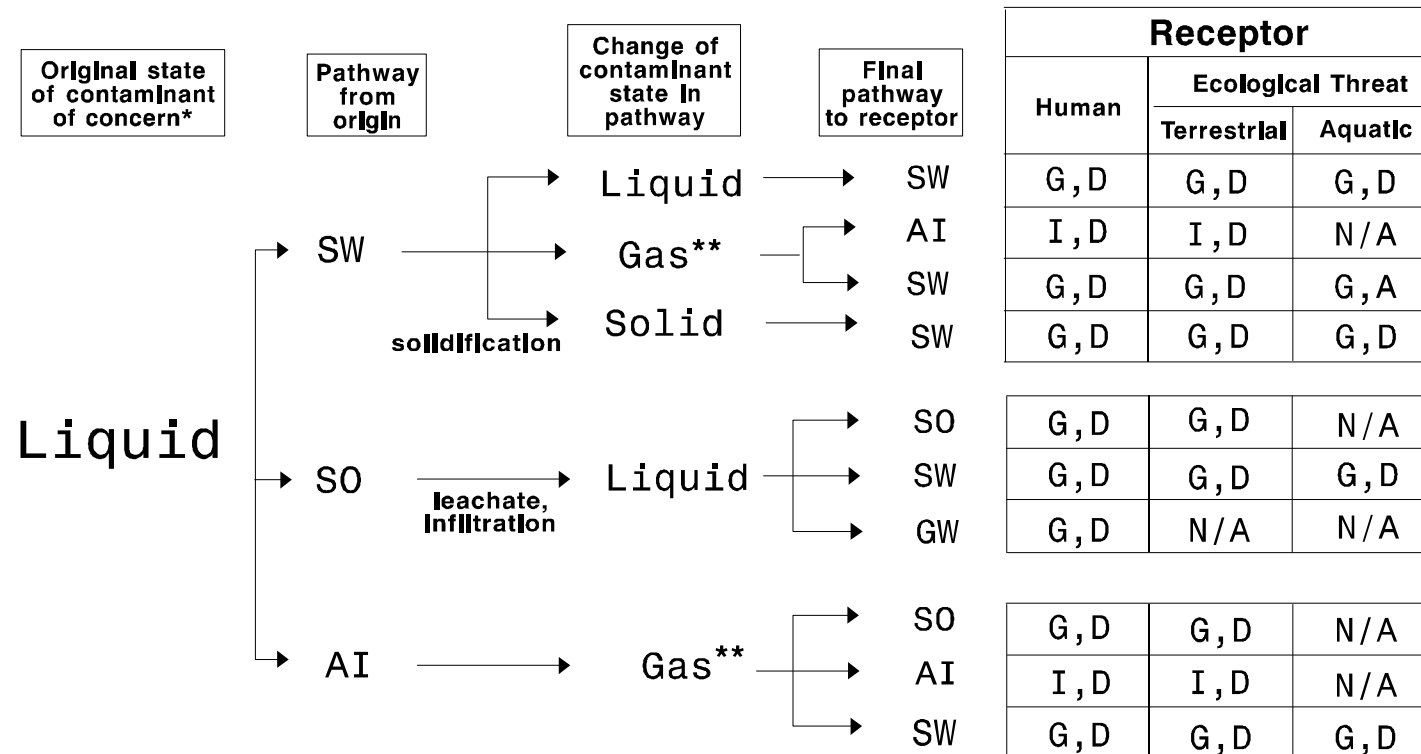 Receptor
Original state
of contaminant
of concern*
Pathway
from
origin
Change of
contaminant
state in
pathway
Final
pathway
to receptor
Human
Ecological Threat
Terrestrial
Aquatic
Liquid
SW
solidification
Liquid
SW
G,D
G,D
G,D
Gas**
AI
I,D
I,D
N/A
SW
G,D
G,D
G,A
Solid
SW
G,D
G,D
G,D
SO
leachate,
infiltration
Liquid
SO
G,D
G,D
N/A
SW
G,D
G,D
G,D
GW
G,D
N/A
N/A
AI
Gas**
SO
G,D
G,D
N/A
AI
I,D
I,D
N/A
SW
G,D
G,D
G,D